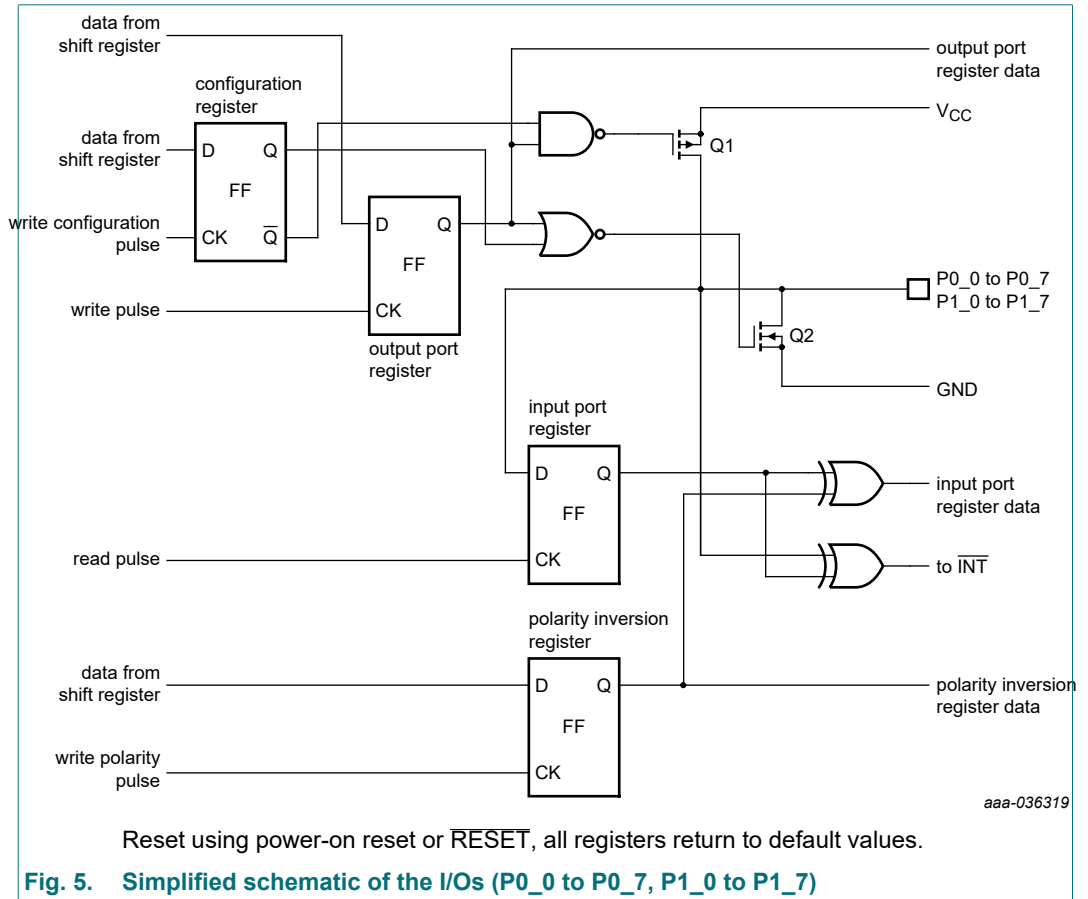 data from
shift register
output port
register data
configuration
register
V_CC
data from
shift register
D
Q
Q1
FF
write configuration
pulse
CK
Q̅
D
Q
FF
P0_0 to P0_7
P1_0 to P1_7
write pulse
CK
Q2
output port
register
GND
input port
register
D
Q
input port
register data
FF
read pulse
CK
to I̅N̅T̅
polarity inversion
register
data from
shift register
D
Q
polarity inversion
register data
FF
write polarity
pulse
CK
aaa-036319
Reset using power-on reset or R̅E̅S̅E̅T̅, all registers return to default values.
Fig. 5. Simplified schematic of the I/Os (P0_0 to P0_7, P1_0 to P1_7)